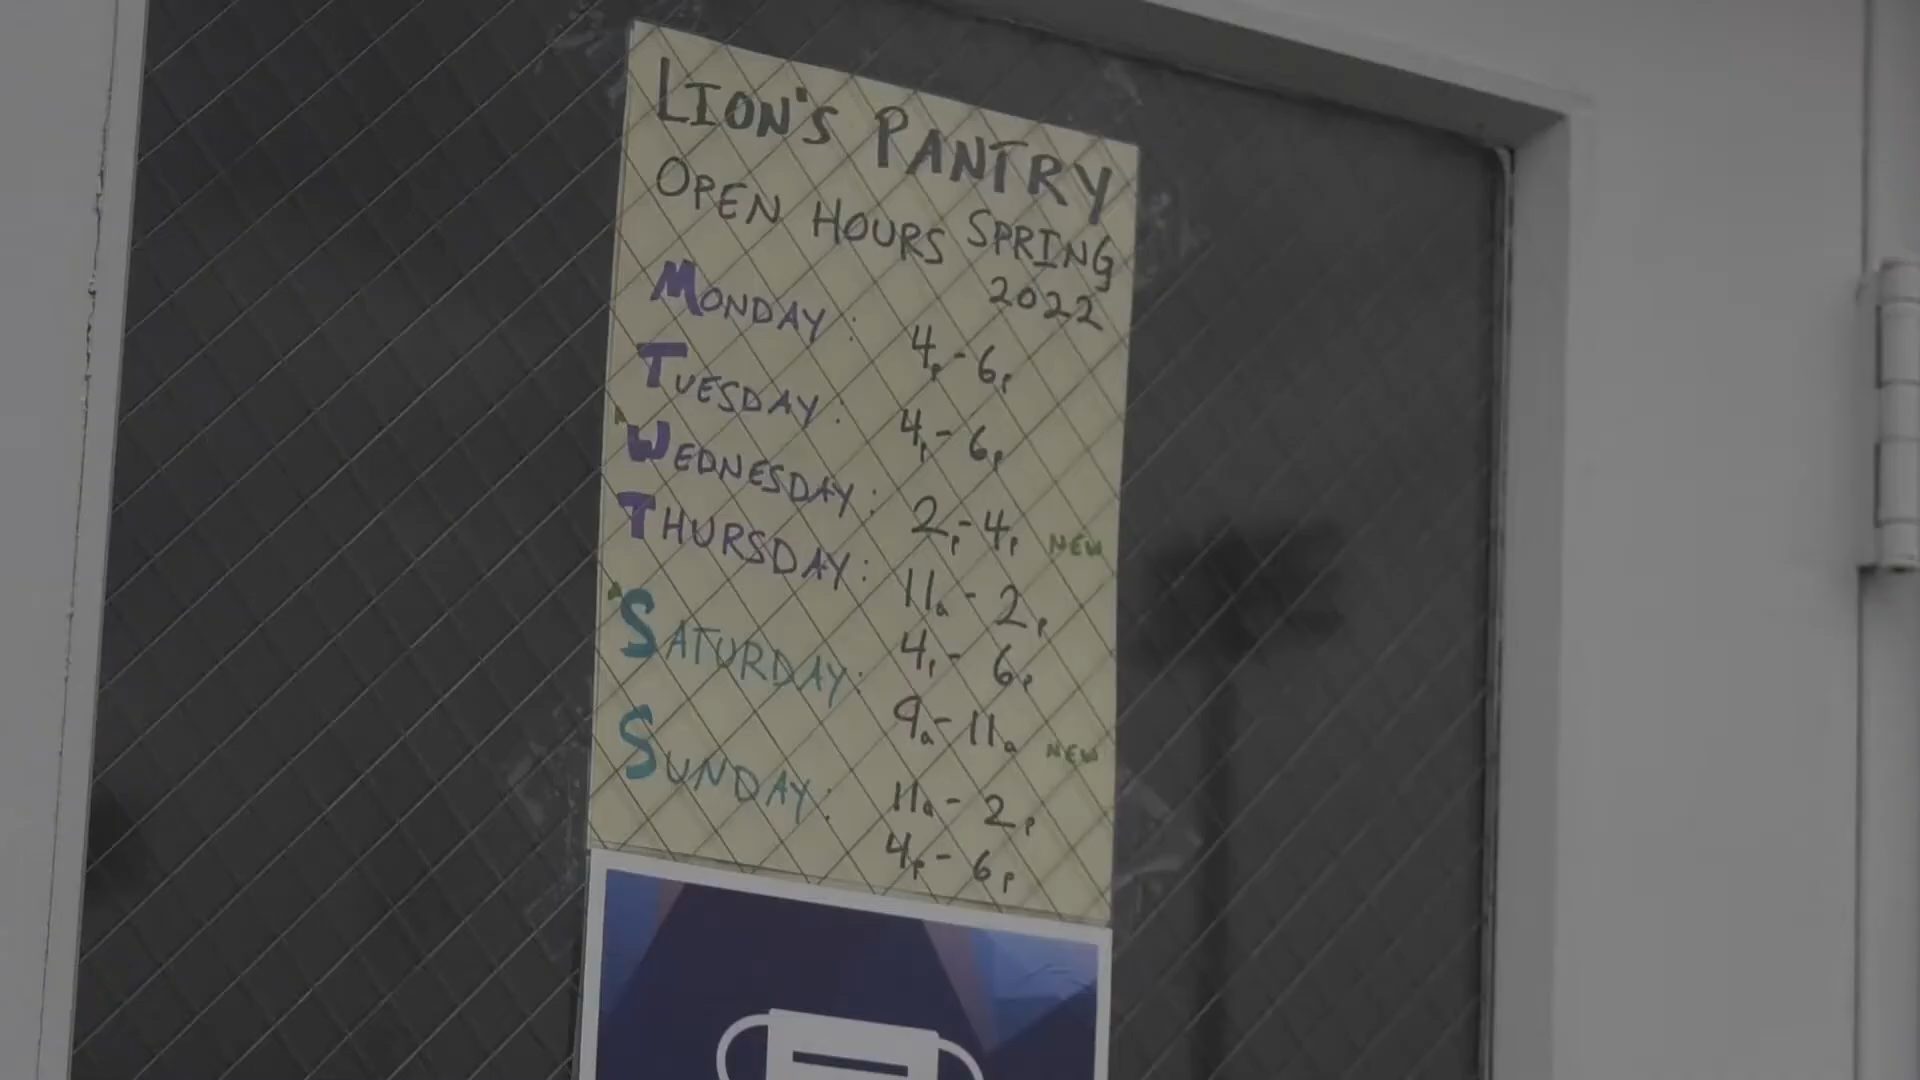 LION'S PANTRY
OPEN HOURS SPRING
2022
MONDAY: 4p-6p
TUESDAY: 4p-6p
WEDNESDAY: 2p-4p NEW
THURSDAY: 11a-2p
4p-6p
SATURDAY: 9a-11a NEW
SUNDAY: 11a-2p
4p-6p